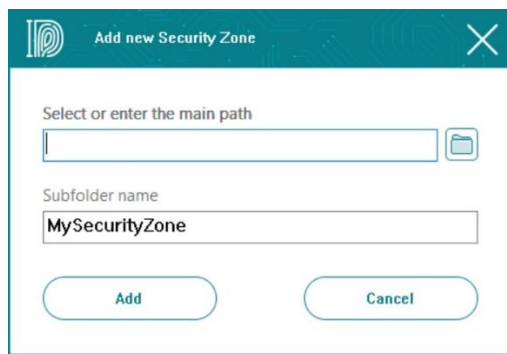 Add new Security Zone
Select or enter the main path
Subfolder name
MySecurityZone
Add
Cancel